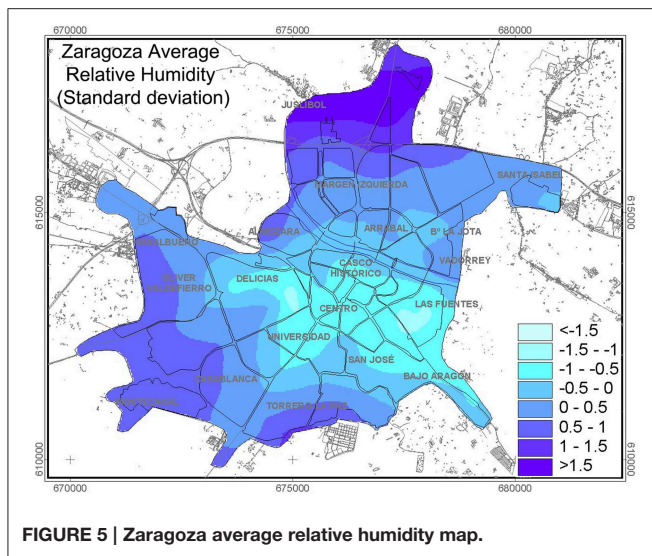 670000 675000 680000
Zaragoza Average
Relative Humidity
(Standard deviation)
JUSLIBOL
MARGEN IZQUIERDA
SANTA ISABEL
615000
615000
ALMOZARA
ARRABAL
Bº LA JOTA
MIRALBUENO
VADORREY
CASCO
HISTÓRICO
OLIVER
VALDEFIERRO
DELICIAS
LAS FUENTES
CENTRO
UNIVERSIDAD
SAN JOSÉ
BAJO ARAGÓN
CASABLANCA
TORRERO-LA PAZ
<-1.5
-1.5 - -1
-1 - -0.5
-0.5 - 0
0 - 0.5
0.5 - 1
1 - 1.5
>1.5
610000
610000
670000 675000 680000
FIGURE 5 | Zaragoza average relative humidity map.